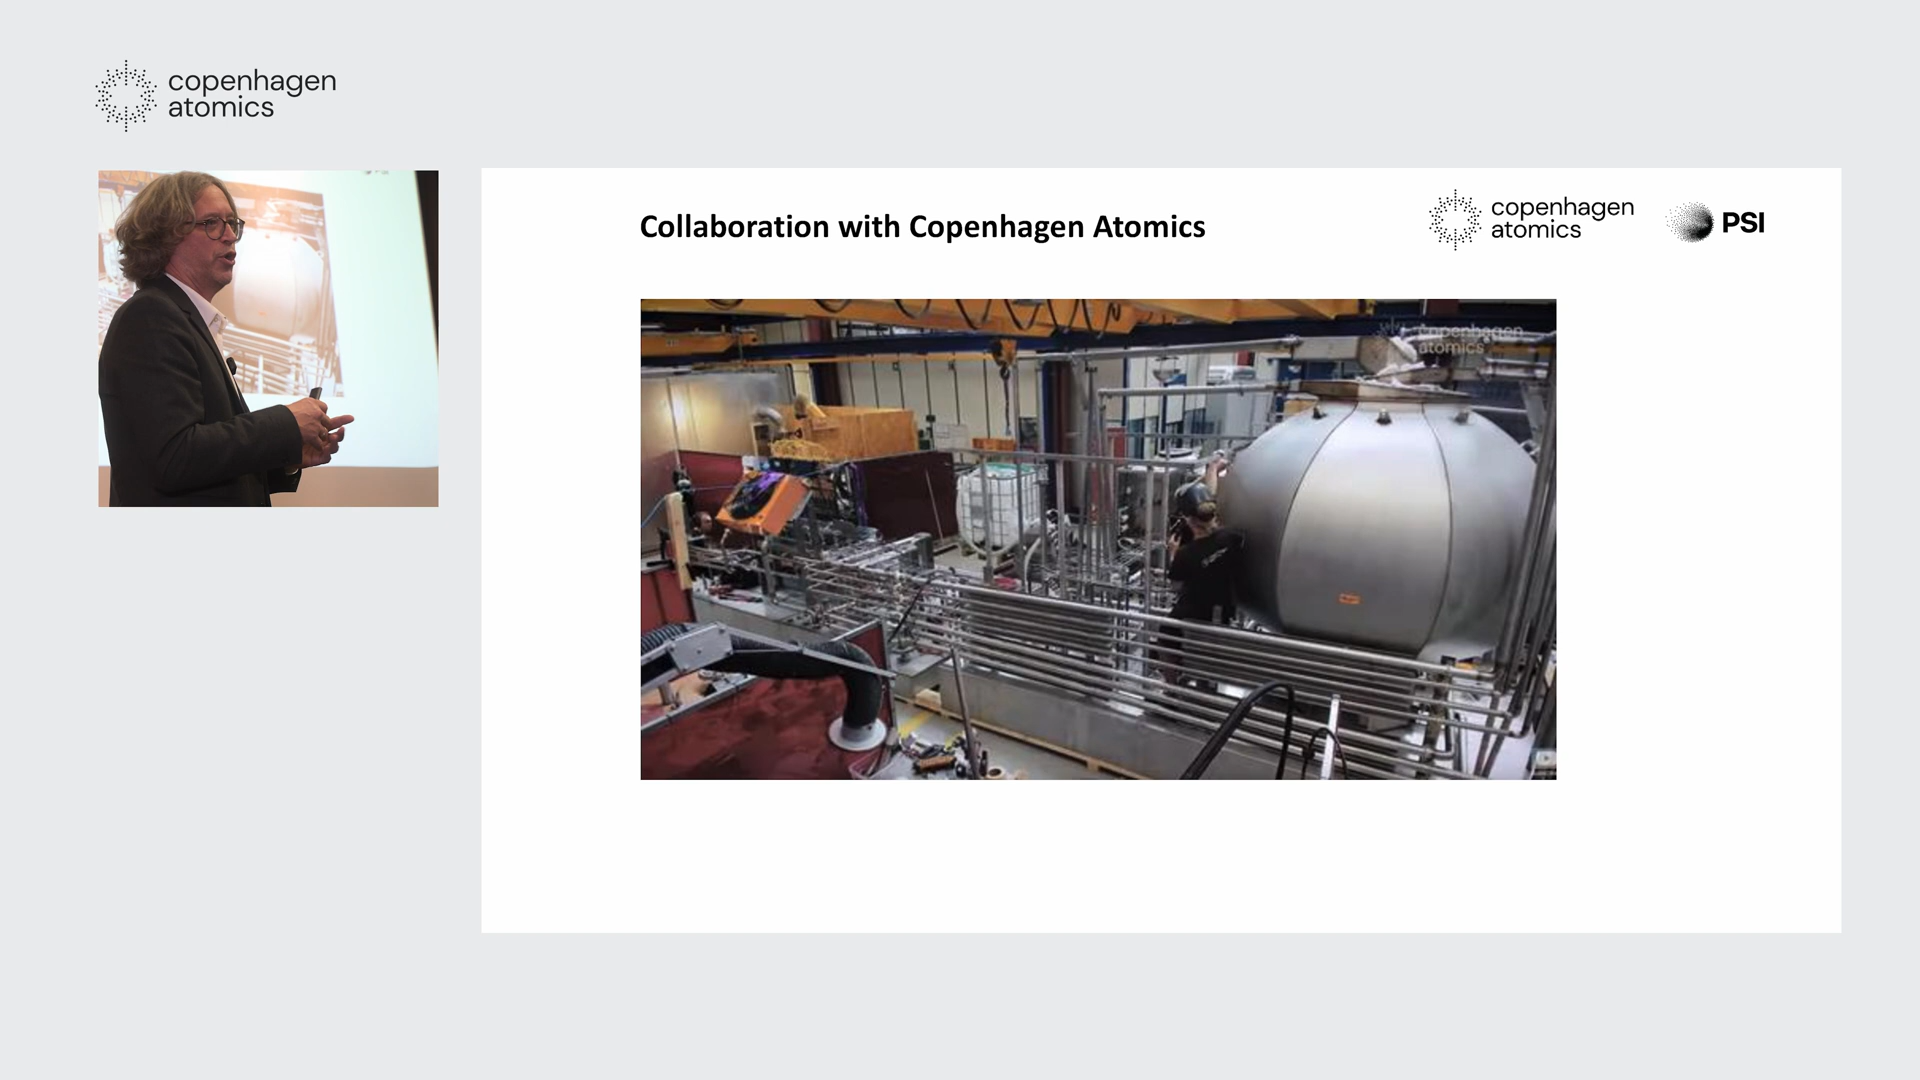 copenhagen
atomics
Collaboration with Copenhagen Atomics
copenhagen
atomics
PSI
copenhagen
atomics